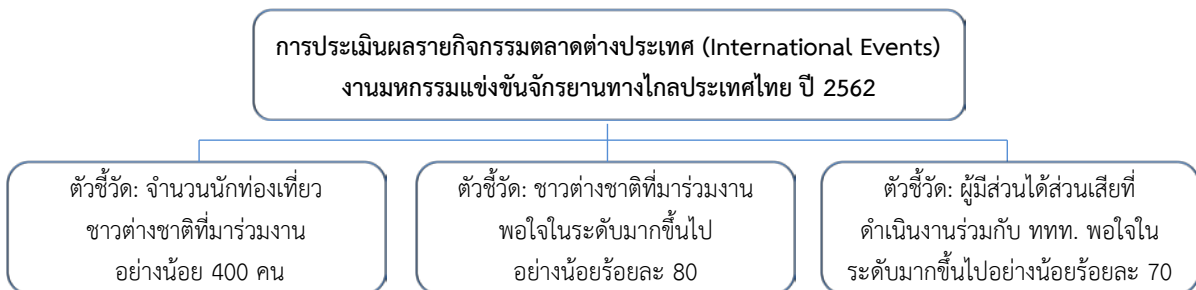 การประเมินผลรายกิจกรรมตลาดต่างประเทศ (International Events)
งานมหกรรมแข่งขันจักรยานทางไกลประเทศไทย ปี 2562
ตัวชี้วัด: จำนวนนักท่องเที่ยว
ชาวต่างชาติที่มาร่วมงาน
อย่างน้อย 400 คน
ตัวชี้วัด: ชาวต่างชาติที่มาร่วมงาน
พอใจในระดับมากขึ้นไป
อย่างน้อยร้อยละ 80
ตัวชี้วัด: ผู้มีส่วนได้ส่วนเสียที่
ดำเนินงานร่วมกับ ททท. พอใจใน
ระดับมากขึ้นไปอย่างน้อยร้อยละ 70